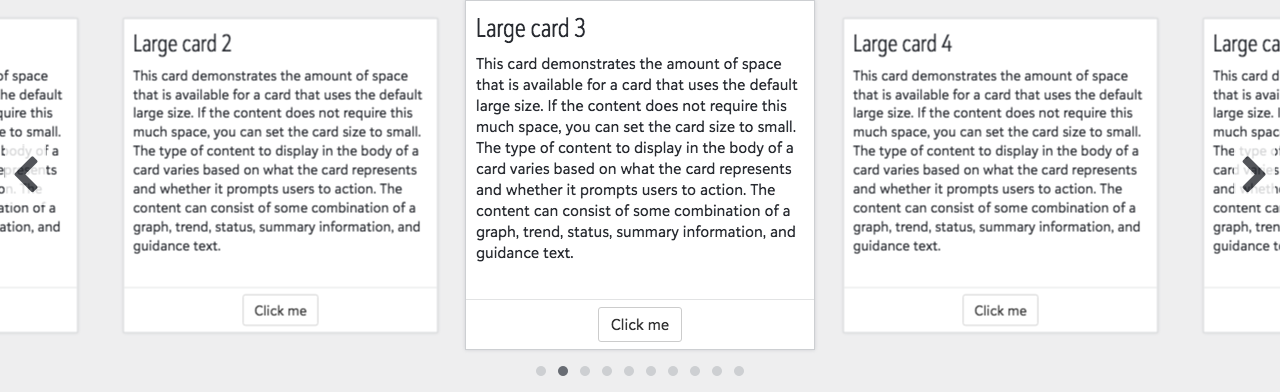 of space
he default
uire this
e to small.
a
ation of a
ation, and
Large card 2
This card demonstrates the amount of space
that is available for a card that uses the default
large size. If the content does not require this
much space, you can set the card size to small.
The type of content to display in the body of a
card varies based on what the card represents
and whether it prompts users to action. The
content can consist of some combination of a
graph, trend, status, summary information, and
guidance text.
Click me
Large card 3
This card demonstrates the amount of space
that is available for a card that uses the default
large size. If the content does not require this
much space, you can set the card size to small.
The type of content to display in the body of a
card varies based on what the card represents
and whether it prompts users to action. The
content can consist of some combination of a
graph, trend, status, summary information, and
guidance text.
Click me
Large card 4
This card demonstrates the amount of space
that is available for a card that uses the default
large size. If the content does not require this
much space, you can set the card size to small.
The type of content to display in the body of a
card varies based on what the card represents
and whether it prompts users to action. The
content can consist of some combination of a
graph, trend, status, summary information, and
guidance text.
Click me
Large ca
This card d
that is avai
large size. I
much spac
The type o
card varies
and wheth
content ca
graph, tren
guidance t